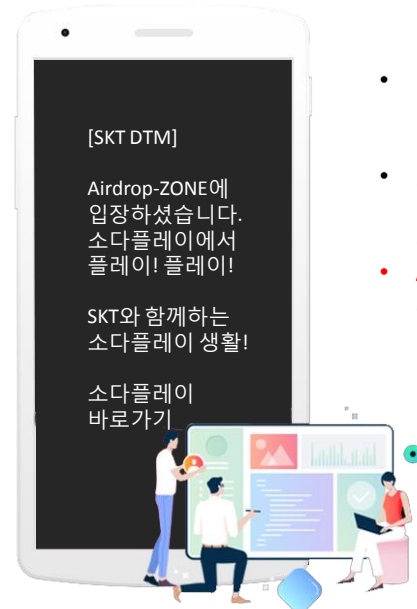 [SKT DTM]
Airdrop-ZONE에
입장하셨습니다.
소다플레이에서
플레이! 플레이!
SKT와 함께하는
소다플레이 생활!
소다플레이
바로가기